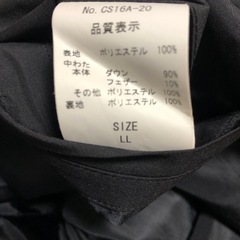 No. CS16A-20
品質表示
表地 ポリエステル 100%
中わた
本体 ダウン 90%
フェザー 10%
その他 ポリエステル 100%
裏地 ポリエステル 100%
SIZE
LL